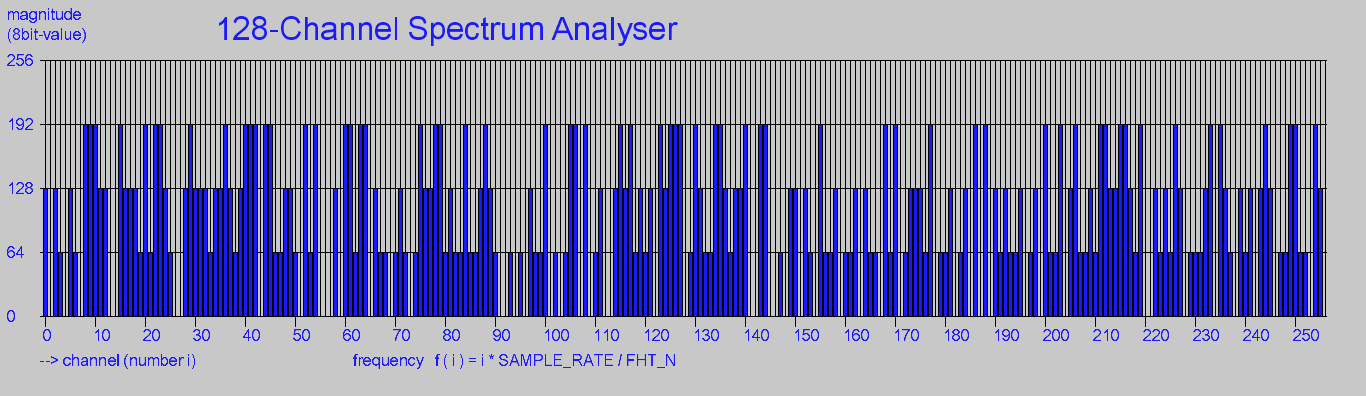 magnitude
(8bit-value)
128-Channel Spectrum Analyser
256
192
128
64
0
0 10 20 30 40 50 60 70 80 90 100 110 120 130 140 150 160 170 180 190 200 210 220 230 240 250
--> channel (number i)
frequency f ( i ) = i * SAMPLE_RATE / FHT_N